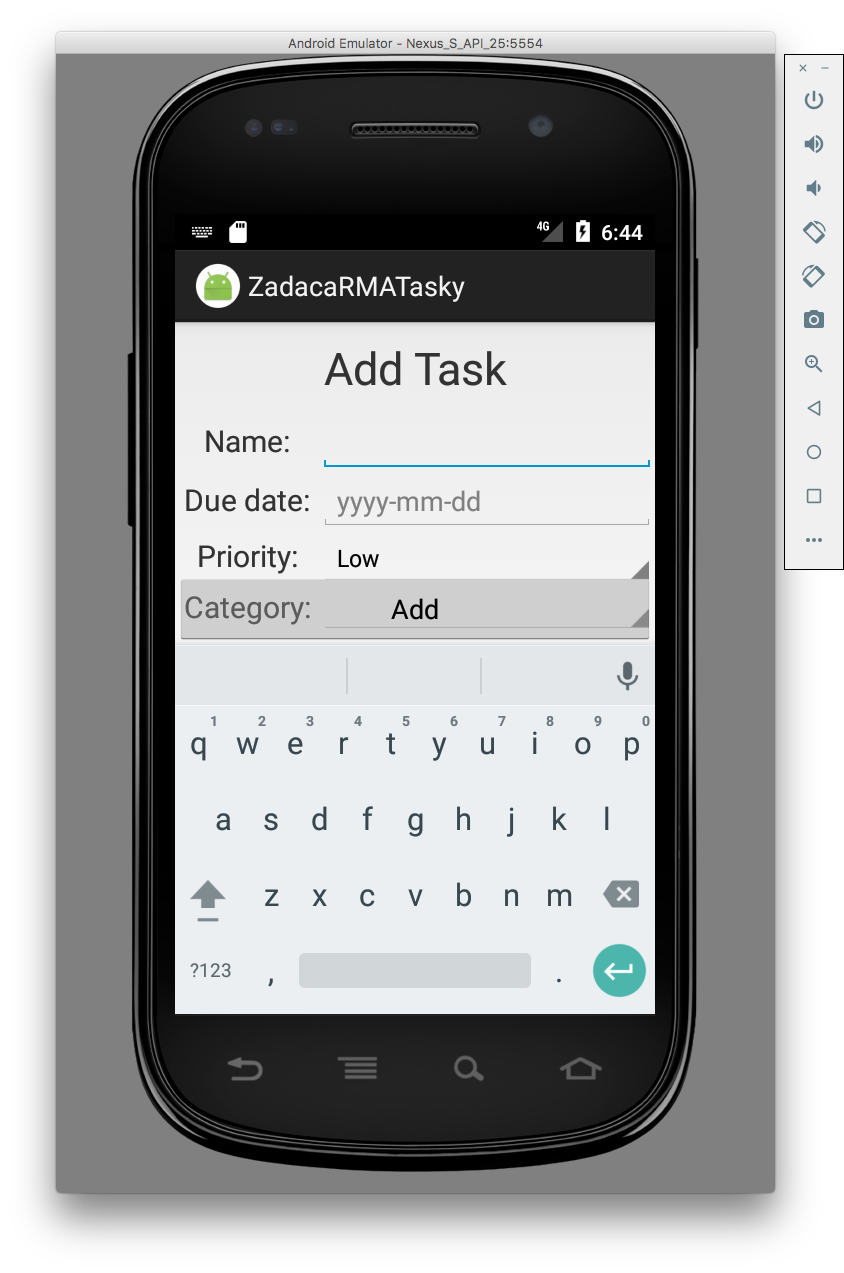 Android Emulator - Nexus_S_API_25:5554
4G 6:44
ZadacaRMATasky
Add Task
Name:
Due date: yyyy-mm-dd
Priority: Low
Category: Add
1 2 3 4 5 6 7 8 9 0
q w e r t y u i o p
a s d f g h j k l
z x c v b n m
?123 , .